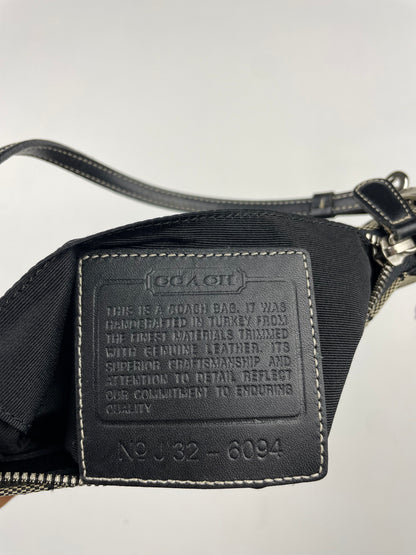 COACH
THIS IS A COACH BAG. IT WAS
HANDCRAFTED IN TURKEY FROM
THE FINEST MATERIALS TRIMMED
WITH GENUINE LEATHER. ITS
SUPERIOR CRAFTSMANSHIP AND
ATTENTION TO DETAIL REFLECT
OUR COMMITMENT TO ENDURING
QUALITY
No J32-6094